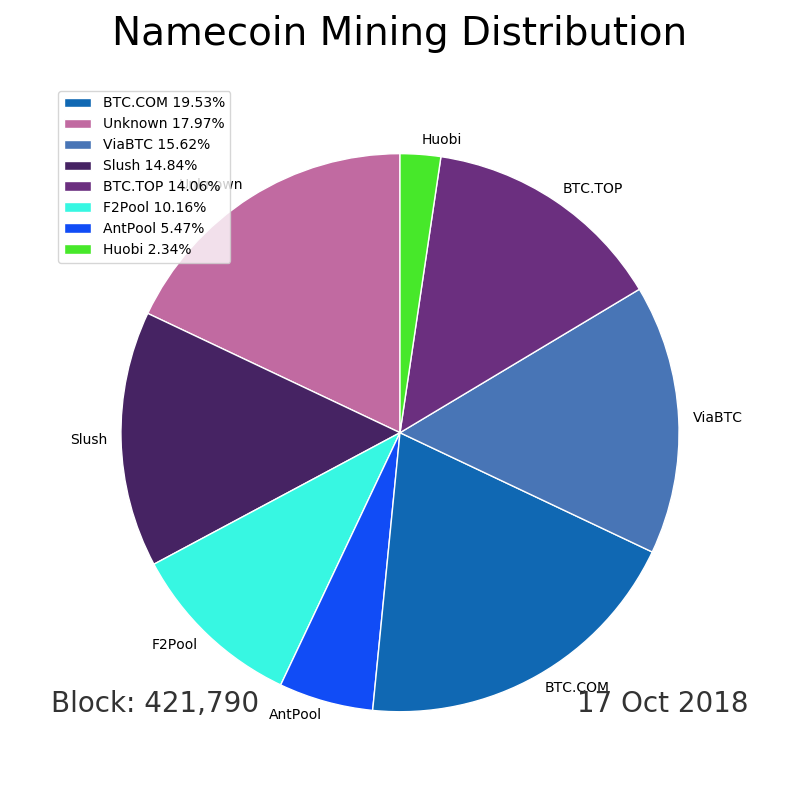 Namecoin Mining Distribution
BTC.COM 19.53%
Unknown 17.97%
ViaBTC 15.62%
Slush 14.84%
BTC.TOP 14.06%
F2Pool 10.16%
AntPool 5.47%
Huobi 2.34%
Huobi
Unknown
BTC.TOP
ViaBTC
Slush
F2Pool
BTC.COM
AntPool
Block: 421,790
17 Oct 2018